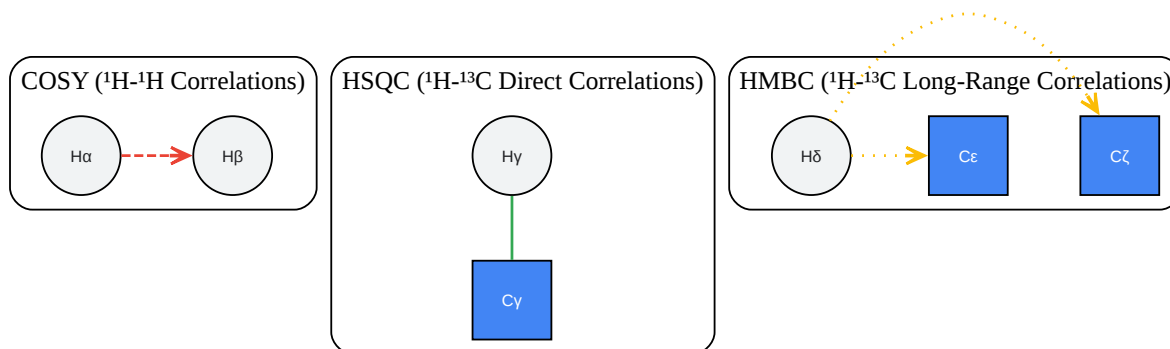 COSY (¹H-¹H Correlations)
Hα
Hβ
HSQC (¹H-¹³C Direct Correlations)
Hγ
Cγ
HMBC (¹H-¹³C Long-Range Correlations)
Hδ
Cε
Cζ